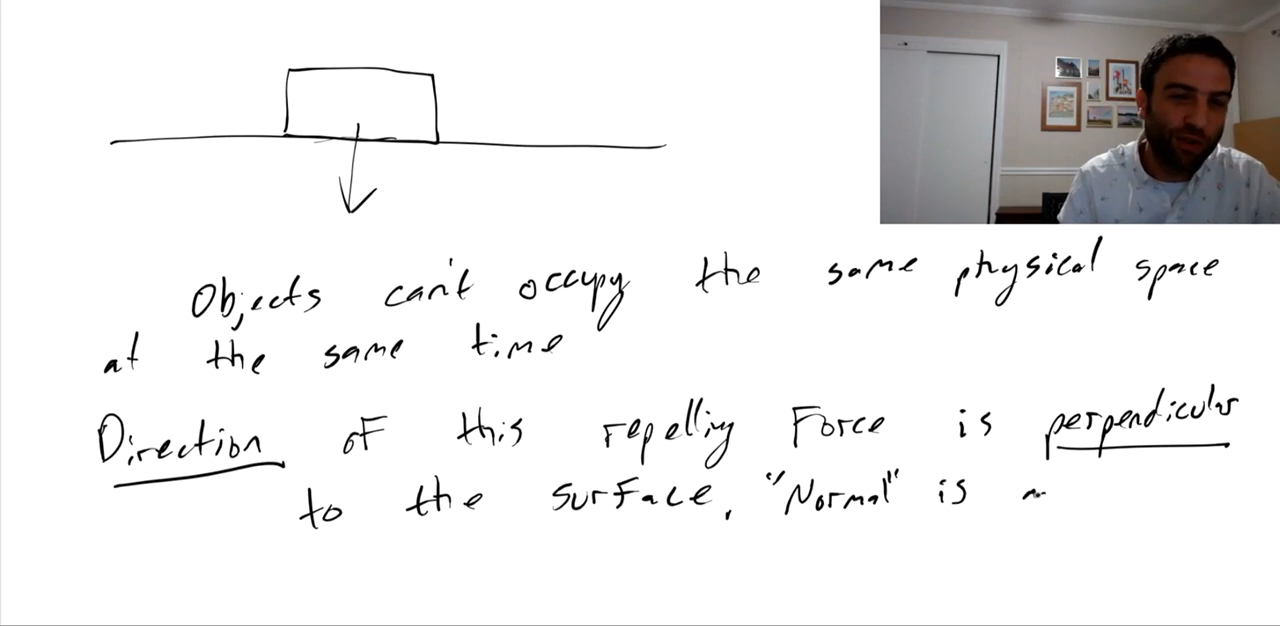 Objects can't occupy the same physical space
at the same time
Direction of this repelling Force is perpendicular
to the surface. "Normal" is